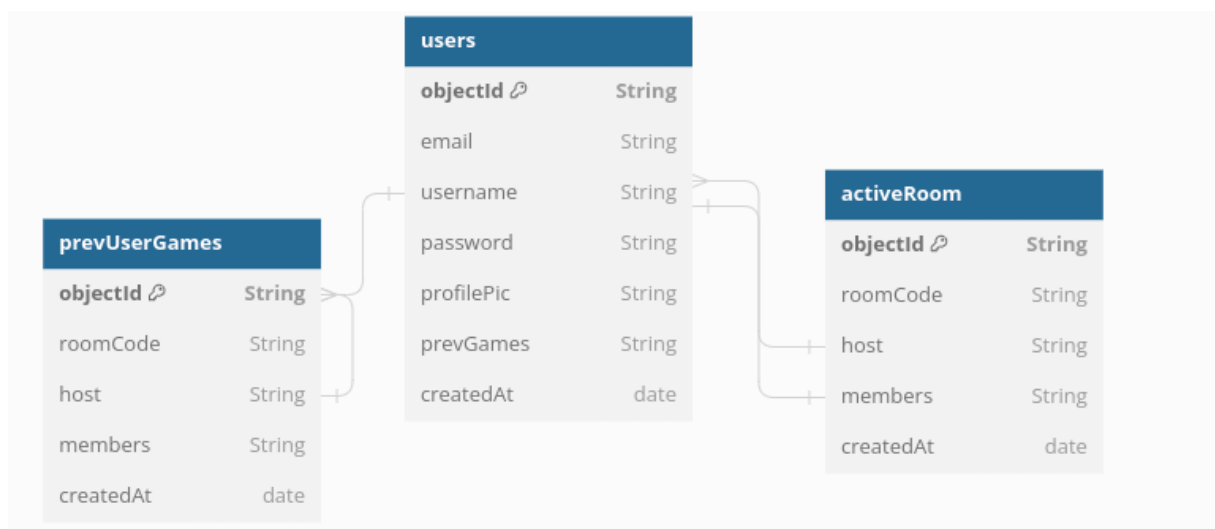 users
objectId String
email String
username String
password String
profilePic String
prevGames String
createdAt date
prevUserGames
objectId String
roomCode String
host String
members String
createdAt date
activeRoom
objectId String
roomCode String
host String
members String
createdAt date